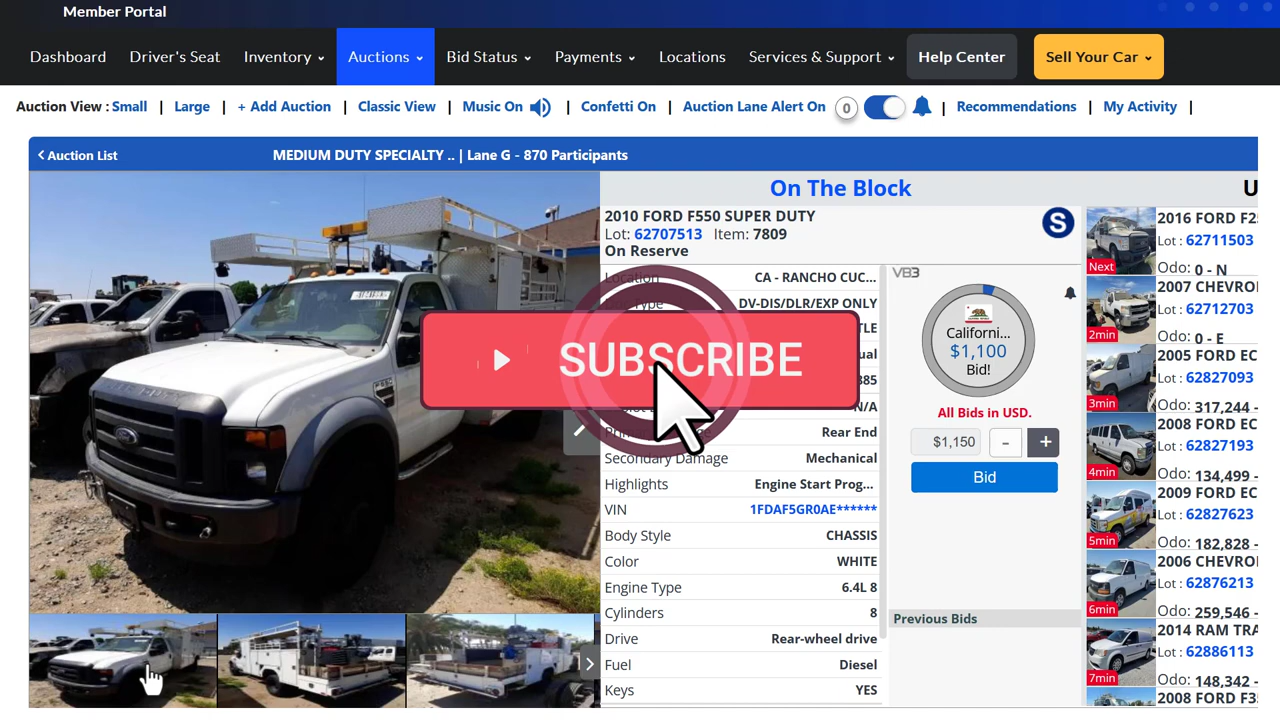 Member Portal
Dashboard Driver's Seat Inventory Auctions Bid Status Payments Locations Services & Support Help Center Sell Your Car
Auction View : Small | Large | + Add Auction | Classic View | Music On | Confetti On | Auction Lane Alert On 0 | Recommendations | My Activity |
Auction List MEDIUM DUTY SPECIALTY .. | Lane G - 870 Participants
On The Block
2010 FORD F550 SUPER DUTY
Lot: 62707513 Item: 7809
On Reserve
S
Location CA - RANCHO CUC...
DV-DIS/DLR/EXP ONLY
SUBSCRIBE
N/A
Rear End
Secondary Damage Mechanical
Highlights Engine Start Prog...
VIN 1FDAF5GR0AE******
Body Style CHASSIS
Color WHITE
Engine Type 6.4L 8
Cylinders 8
Drive Rear-wheel drive
Fuel Diesel
Keys YES
VB3
Californi...
$1,100
Bid!
All Bids in USD.
$1,150 - +
Bid
Previous Bids
2016 FORD F25
Lot : 62711503
Next
Odo: 0 - N
2007 CHEVROL
Lot : 62712703
2min
Odo: 0 - E
2005 FORD EC
Lot : 62827093
3min
Odo: 317,244 -
2008 FORD EC
Lot : 62827193
4min
Odo: 134,499 -
2009 FORD EC
Lot : 62827623
5min
Odo: 182,828 -
2006 CHEVROL
Lot : 62876213
6min
Odo: 259,546 -
2014 RAM TRA
Lot : 62886113
7min
Odo: 148,342 -
2008 FORD F35